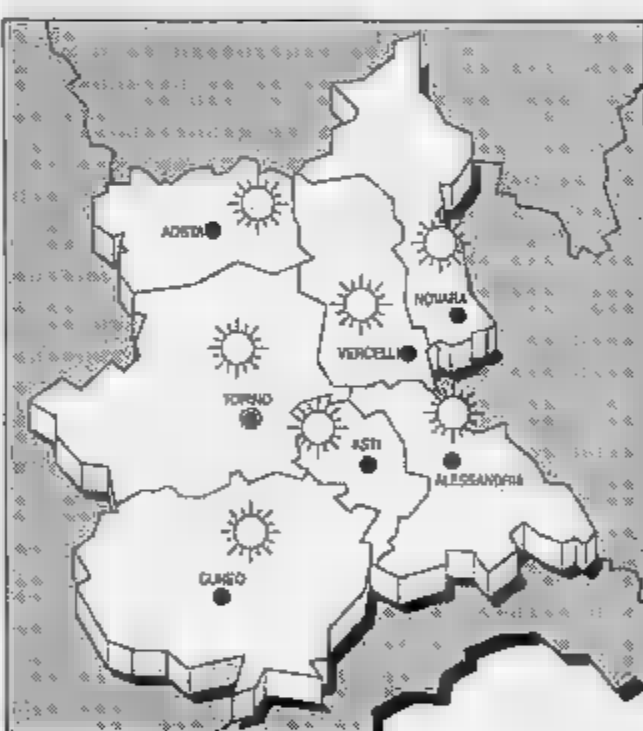 AOSTA
NOVARA
VERCELLI
TORINO
ASTI
ALESSANDRIA
CUNEO